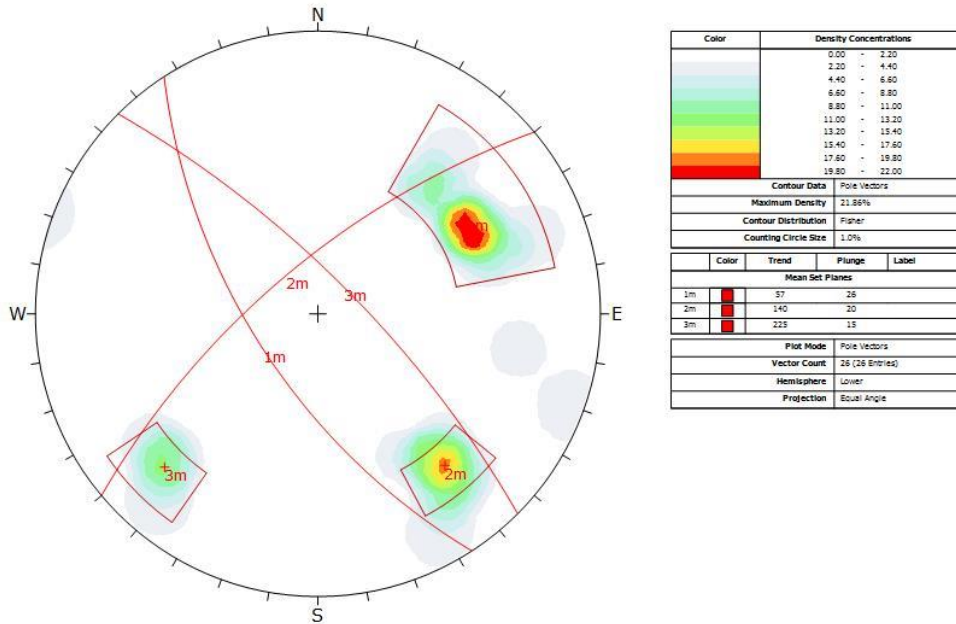 N
W
E
S
1m
2m
3m
m
2m
3m
Color Density Concentrations
0.00 - 2.20
2.20 - 4.40
4.40 - 6.60
6.60 - 8.80
8.80 - 11.00
11.00 - 13.20
13.20 - 15.40
15.40 - 17.60
17.60 - 19.80
19.80 - 22.00
Contour Data Pole Vectors
Maximum Density 21.86%
Contour Distribution Fisher
Counting Circle Size 1.0%
Color Trend Plunge Label
Mean Set Planes
1m 57 26
2m 140 20
3m 225 15
Plot Mode Pole Vectors
Vector Count 26 (26 Entries)
Hemisphere Lower
Projection Equal Angle